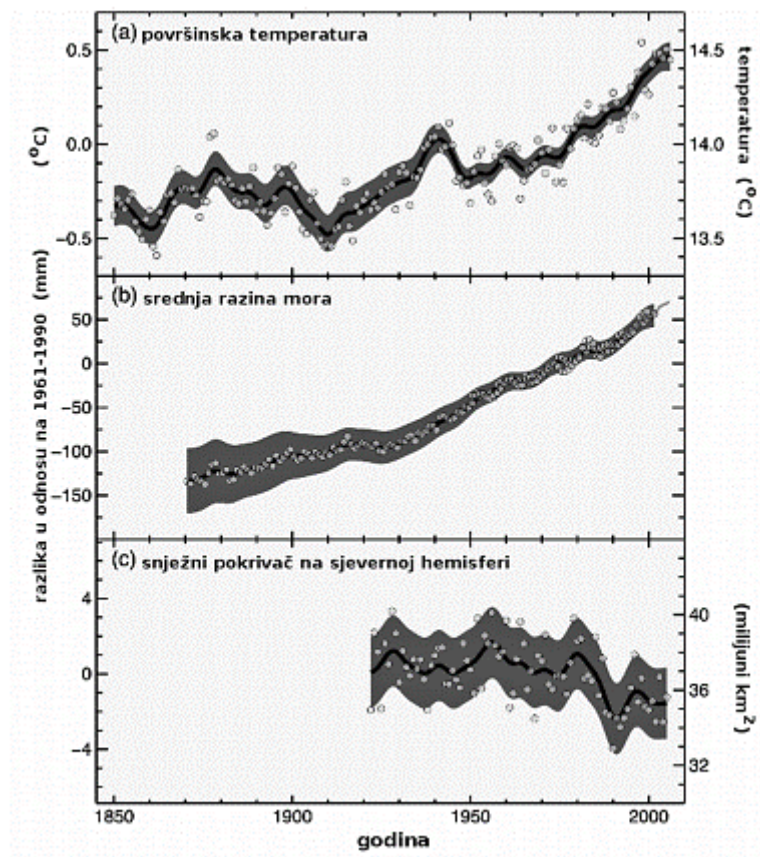 (a) površinska temperatura
0.5
0.0
−0.5
(°C)
14.5
14.0
13.5
temperatura (°C)
(b) srednja razina mora
50
0
−50
−100
−150
razlika u odnosu na 1961-1990 (mm)
(c) snježni pokrivač na sjevernoj hemisferi
4
0
−4
40
36
32
(milijuni km²)
1850
1900
1950
2000
godina